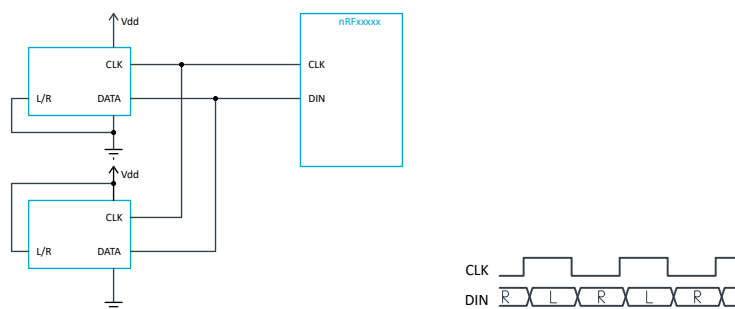 Vdd
nRFxxxxx
CLK
CLK
L/R
DATA
DIN
Vdd
CLK
L/R
DATA
CLK
DIN R L R L R